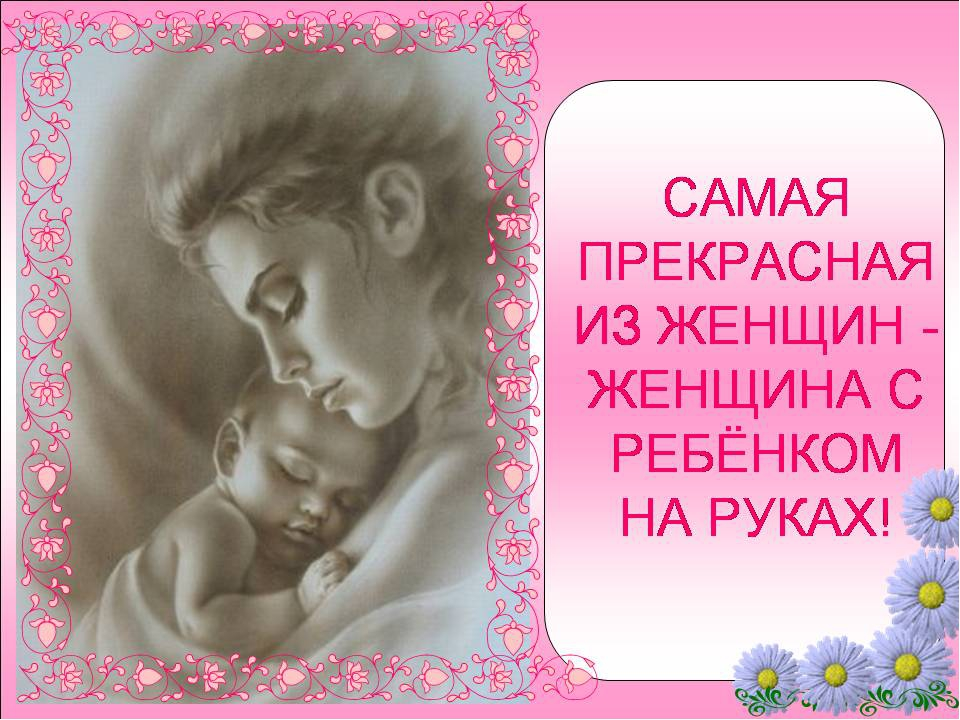 САМАЯ
ПРЕКРАСНАЯ
ИЗ ЖЕНЩИН -
ЖЕНЩИНА С
РЕБЁНКОМ
НА РУКАХ!